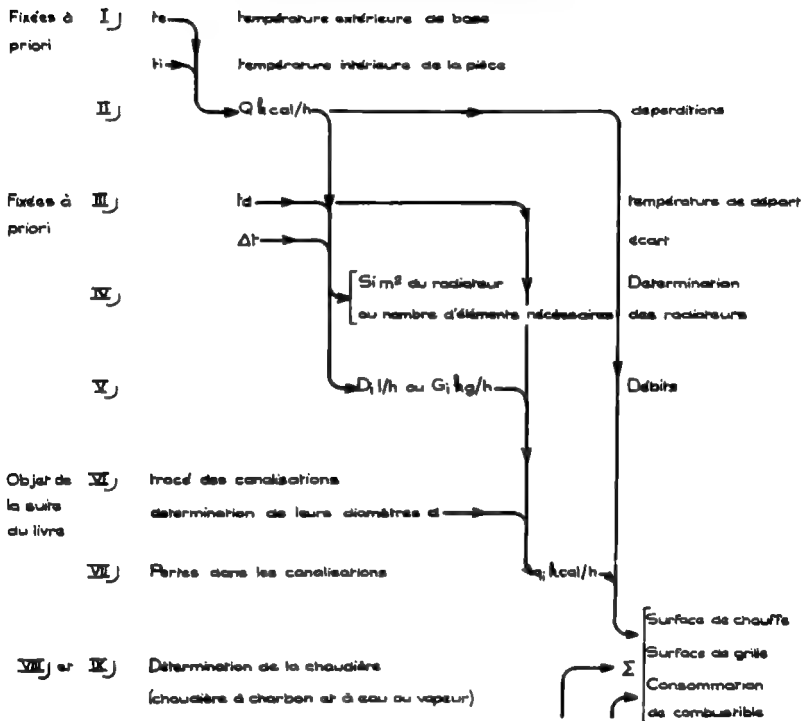 Fixées à I) te température extérieure de base
priori
ti température intérieure de la pièce
II) Q kcal/h déperditions
Fixées à III) td température de départ
priori
Δt écart
IV) Si m² du radiateur Détermination
ou nombre d'éléments nécessaires des radiateurs
V) Di l/h ou Gi kg/h Débits
Objet de VI) tracé des canalisations
la suite détermination de leurs diamètres d
du livre
VII) Pertes dans les canalisations qi kcal/h
Surface de chauffe
VIII) et IX) Détermination de la chaudière Σ Surface de grille
(chaudière à charbon et à eau ou vapeur) Consommation
de combustible